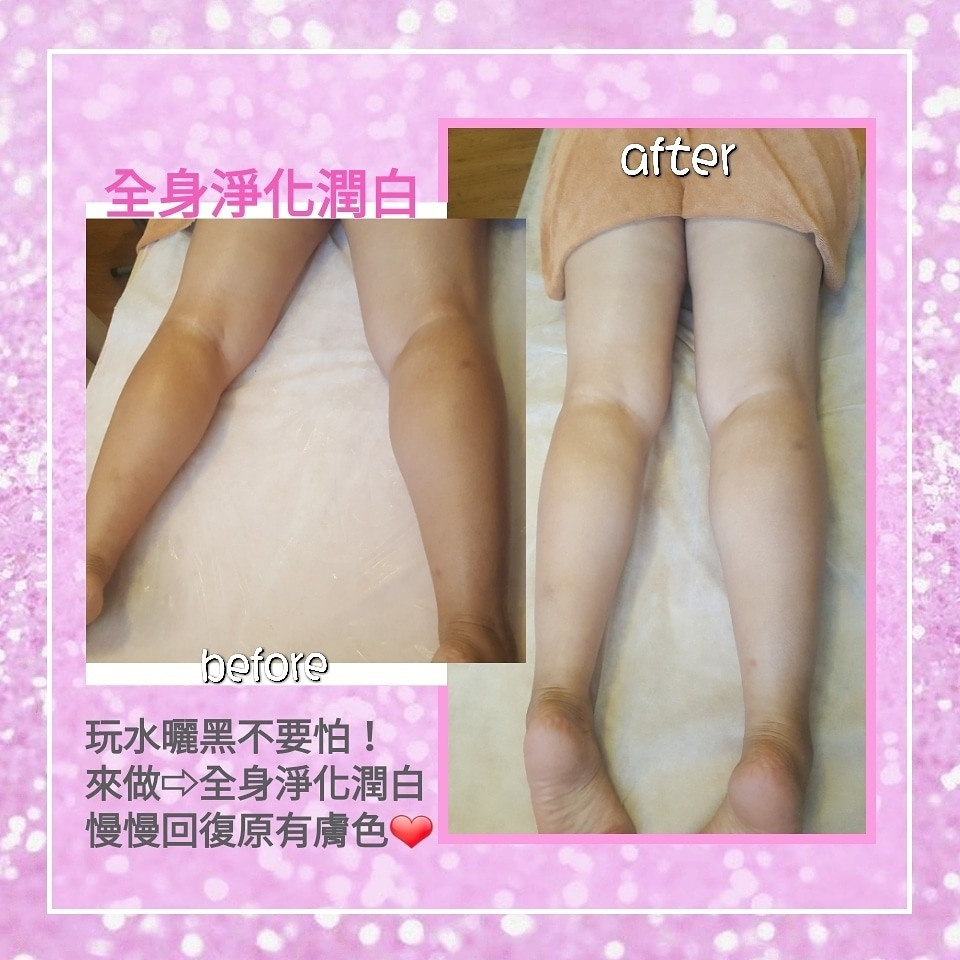 全身淨化潤白
after
before
玩水曬黑不要怕！
來做⇨全身淨化潤白
慢慢回復原有膚色❤